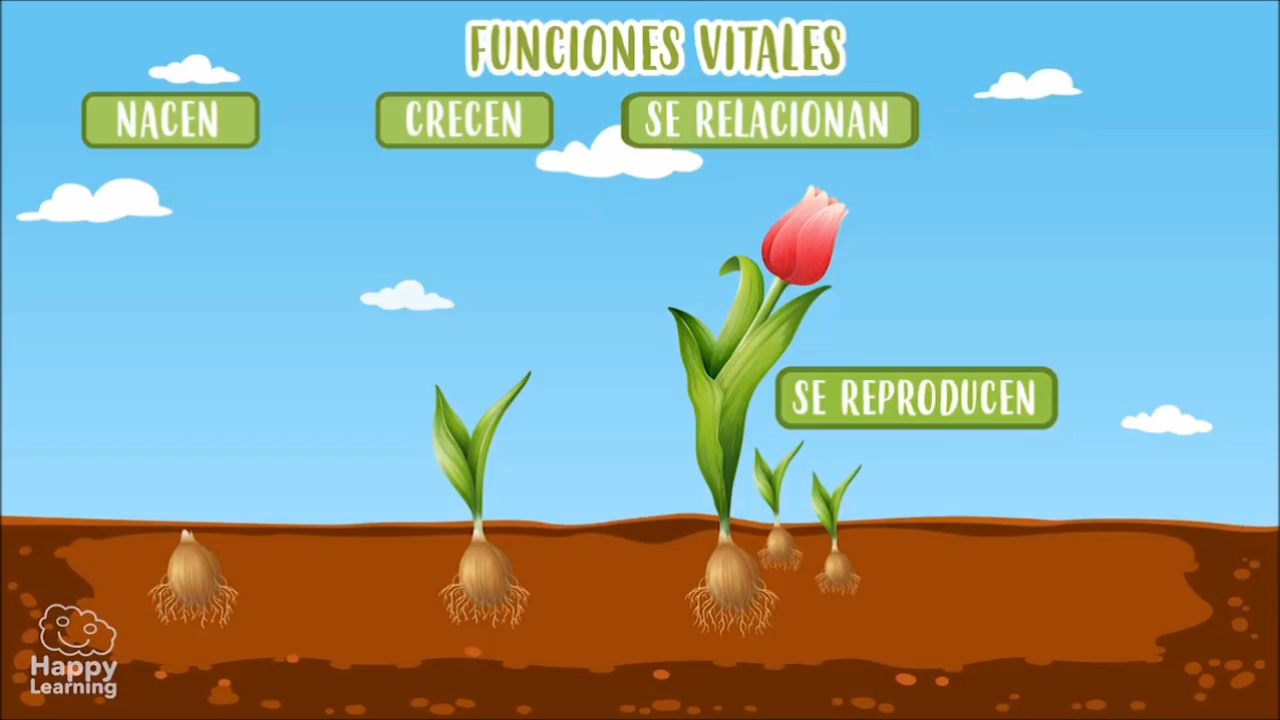 FUNCIONES VITALES
NACEN
CRECEN
SE RELACIONAN
SE REPRODUCEN
Happy
Learning